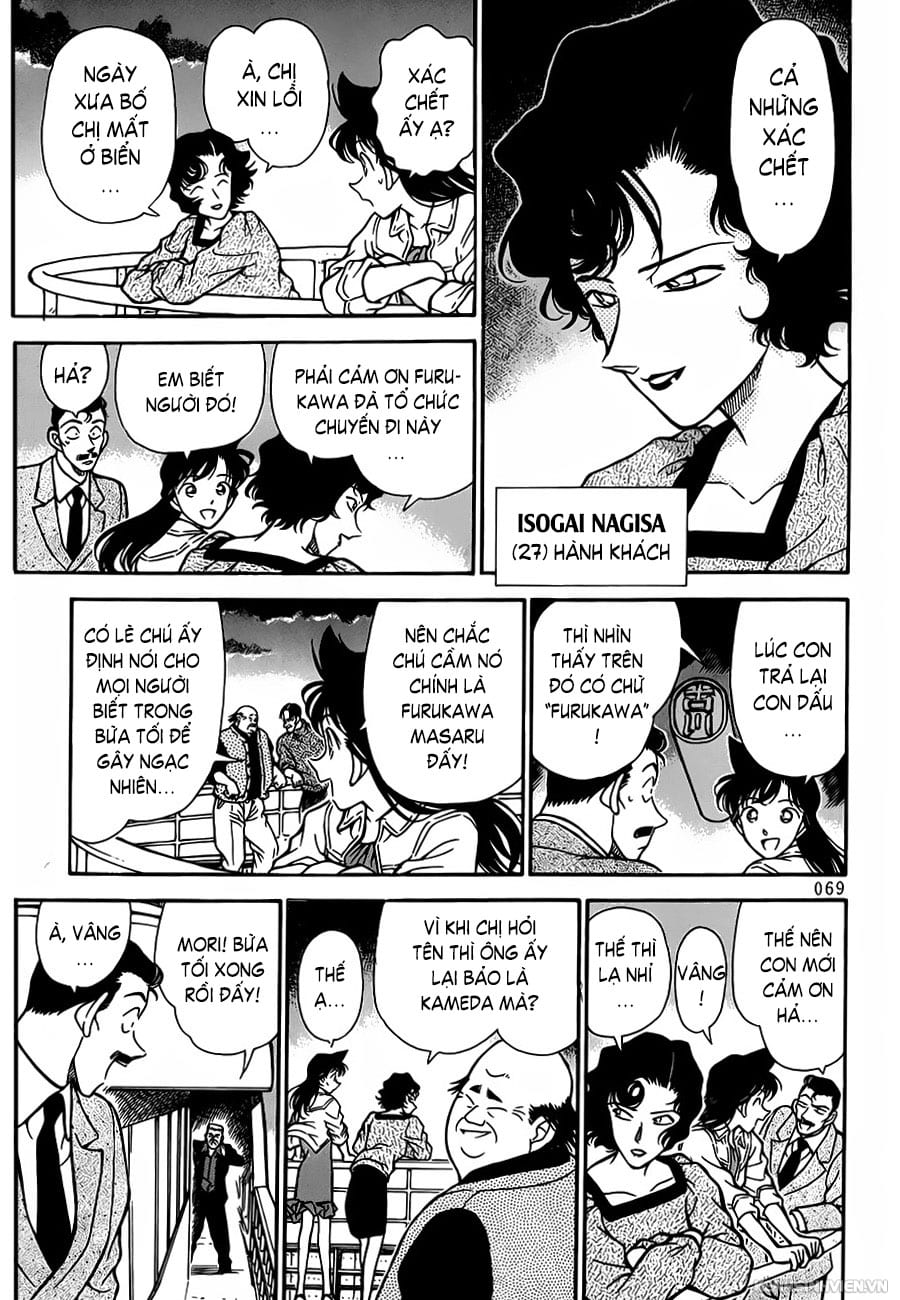 CẢ
NHỮNG
XÁC
CHẾT
...
ISOGAI NAGISA
(27) HÀNH KHÁCH
XÁC
CHẾT
ẤY Ạ?
À, CHỊ
XIN LỖI
...
NGÀY
XƯA BỐ
CHỊ MẤT
Ở BIỂN
...
PHẢI CẢM ƠN FURU-
KAWA ĐÃ TỔ CHỨC
CHUYẾN ĐI NÀY
...
EM BIẾT
NGƯỜI ĐÓ!
HẢ?
LÚC CON
TRẢ LẠI
CON DẤU
...
THÌ NHÌN
THẤY TRÊN
ĐÓ CÓ CHỮ
“FURUKAWA”
!
NÊN CHẮC
CHÚ CẦM NÓ
CHÍNH LÀ
FURUKAWA
MASARU
ĐẤY!
CÓ LẼ CHÚ ẤY
ĐỊNH NÓI CHO
MỌI NGƯỜI
BIẾT TRONG
BỮA TỐI ĐỂ
GÂY NGẠC
NHIÊN...
069
THẾ NÊN
CON MỚI
CẢM ƠN
HẢ...
VÂNG
!
THẾ THÌ
LẠ NHỈ
...
VÌ KHI CHỊ HỎI
TÊN THÌ ÔNG ẤY
LẠI BẢO LÀ
KAMEDA MÀ?
THẾ
Ạ...
MORI! BỮA
TỐI XONG
RỒI ĐẤY!
À, VÂNG
...